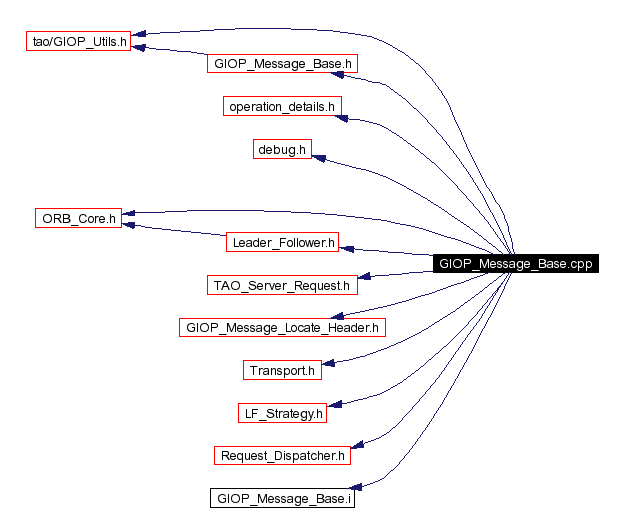 tao/GIOP_Utils.h
GIOP_Message_Base.h
operation_details.h
debug.h
ORB_Core.h
Leader_Follower.h
GIOP_Message_Base.cpp
TAO_Server_Request.h
GIOP_Message_Locate_Header.h
Transport.h
LF_Strategy.h
Request_Dispatcher.h
GIOP_Message_Base.i